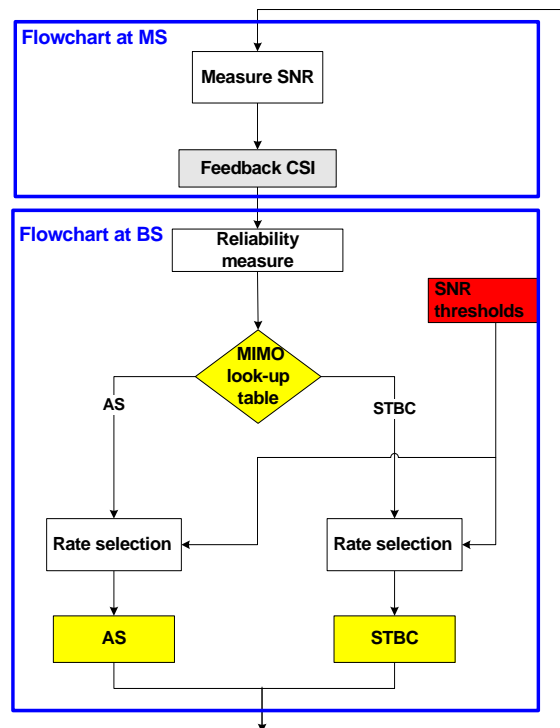 Flowchart at MS
Measure SNR
Feedback CSI
Flowchart at BS
Reliability
measure
SNR
thresholds
MIMO
look-up
table
AS
STBC
Rate selection
Rate selection
AS
STBC